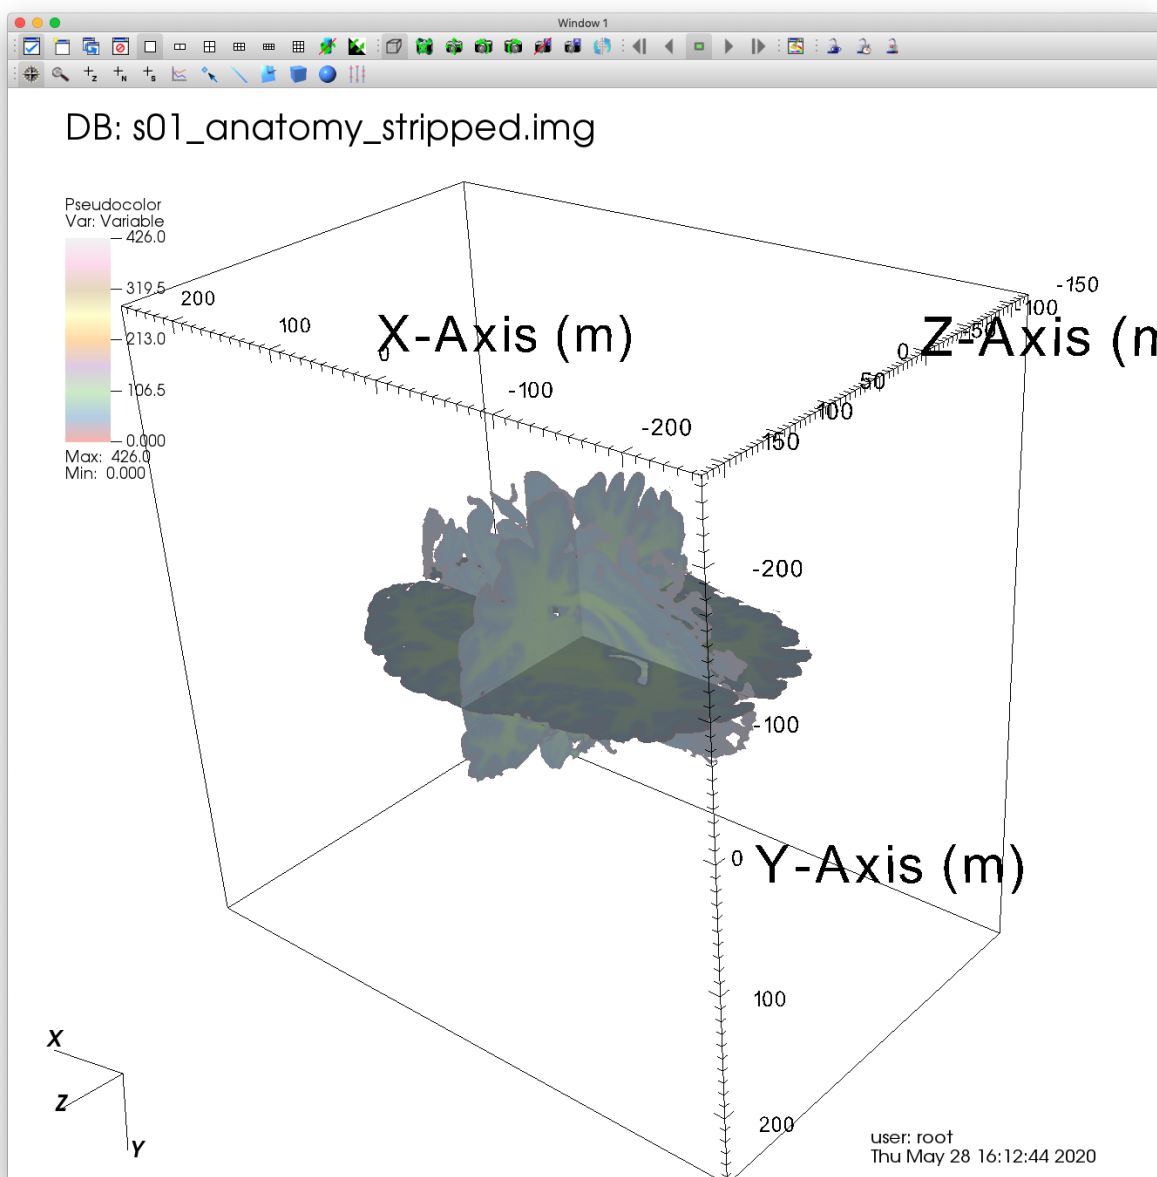 Window 1
DB: s01_anatomy_stripped.img
Pseudocolor
Var: Variable
426.0
319.5
213.0
106.5
0.000
Max: 426.0
Min: 0.000
200
100
0
-100
-200
X-Axis (m)
-150
-100
-50
0
50
100
150
Z-Axis (m
-200
-100
0
100
200
Y-Axis (m)
X
Z
Y
user: root
Thu May 28 16:12:44 2020